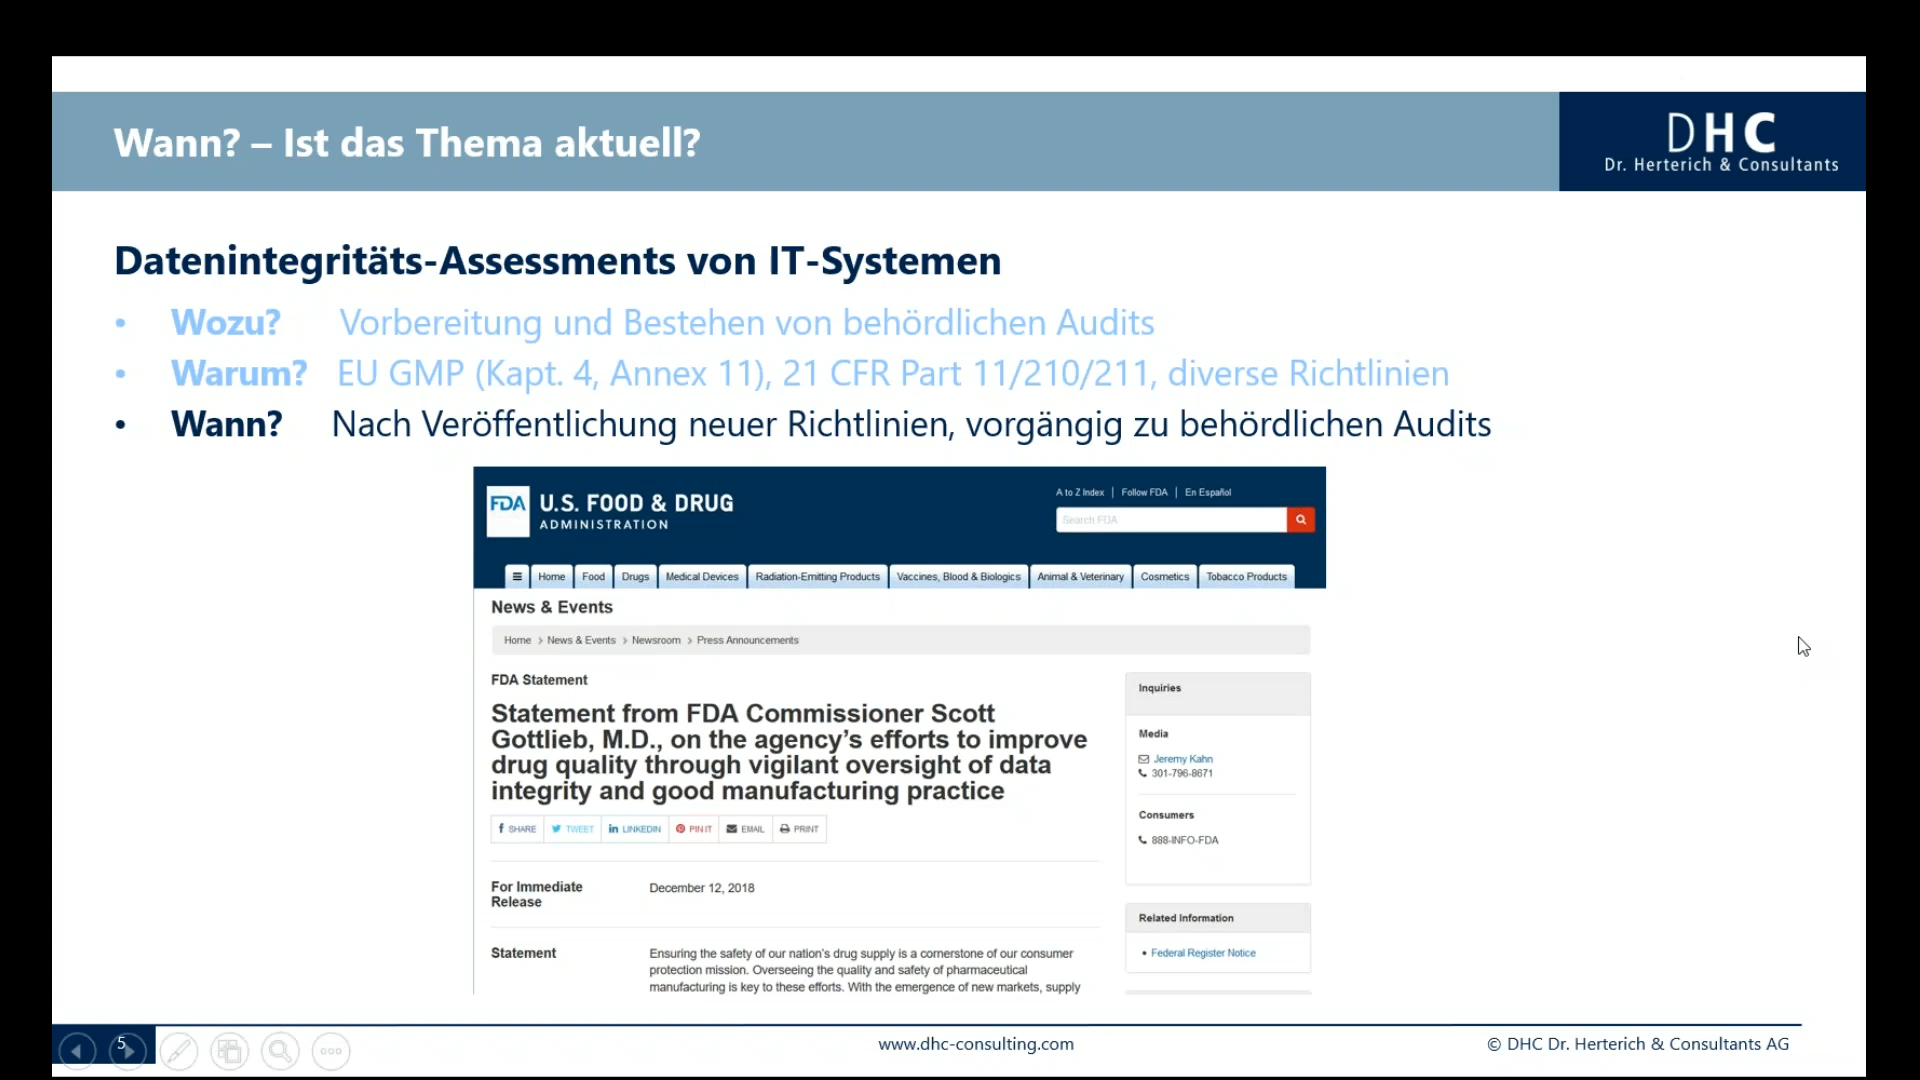 Wann? – Ist das Thema aktuell?
DHC
Dr. Herterich & Consultants
Datenintegritäts-Assessments von IT-Systemen
• Wozu? Vorbereitung und Bestehen von behördlichen Audits
• Warum? EU GMP (Kapt. 4, Annex 11), 21 CFR Part 11/210/211, diverse Richtlinien
• Wann? Nach Veröffentlichung neuer Richtlinien, vorgängig zu behördlichen Audits
FDA U.S. FOOD & DRUG
ADMINISTRATION
A to Z Index | Follow FDA | En Español
Search FDA
Home Food Drugs Medical Devices Radiation-Emitting Products Vaccines, Blood & Biologics Animal & Veterinary Cosmetics Tobacco Products
News & Events
Home > News & Events > Newsroom > Press Announcements
FDA Statement
Statement from FDA Commissioner Scott
Gottlieb, M.D., on the agency’s efforts to improve
drug quality through vigilant oversight of data
integrity and good manufacturing practice
f SHARE TWEET in LINKEDIN PIN IT EMAIL PRINT
For Immediate
Release
December 12, 2018
Statement
Ensuring the safety of our nation’s drug supply is a cornerstone of our consumer
protection mission. Overseeing the quality and safety of pharmaceutical
manufacturing is key to these efforts. With the emergence of new markets, supply
Inquiries
Media
Jeremy Kahn
301-796-8671
Consumers
888-INFO-FDA
Related Information
• Federal Register Notice
5
www.dhc-consulting.com
© DHC Dr. Herterich & Consultants AG